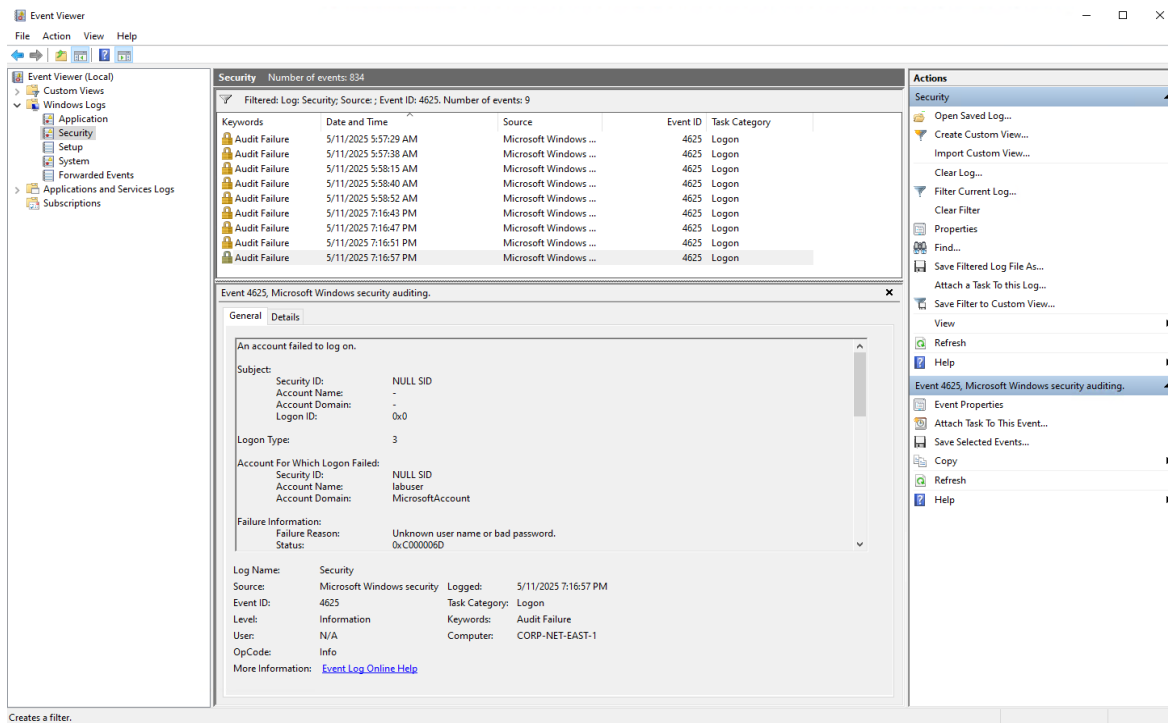 Event Viewer
File Action View Help
Event Viewer (Local)
Custom Views
Windows Logs
Application
Security
Setup
System
Forwarded Events
Applications and Services Logs
Subscriptions
Security Number of events: 834
Filtered: Log: Security; Source: ; Event ID: 4625. Number of events: 9
Keywords Date and Time Source Event ID Task Category
Audit Failure 5/11/2025 5:57:29 AM Microsoft Windows ... 4625 Logon
Audit Failure 5/11/2025 5:57:38 AM Microsoft Windows ... 4625 Logon
Audit Failure 5/11/2025 5:58:15 AM Microsoft Windows ... 4625 Logon
Audit Failure 5/11/2025 5:58:40 AM Microsoft Windows ... 4625 Logon
Audit Failure 5/11/2025 5:58:52 AM Microsoft Windows ... 4625 Logon
Audit Failure 5/11/2025 7:16:43 PM Microsoft Windows ... 4625 Logon
Audit Failure 5/11/2025 7:16:47 PM Microsoft Windows ... 4625 Logon
Audit Failure 5/11/2025 7:16:51 PM Microsoft Windows ... 4625 Logon
Audit Failure 5/11/2025 7:16:57 PM Microsoft Windows ... 4625 Logon
Event 4625, Microsoft Windows security auditing.
General Details
An account failed to log on.
Subject:
Security ID: NULL SID
Account Name: -
Account Domain: -
Logon ID: 0x0
Logon Type: 3
Account For Which Logon Failed:
Security ID: NULL SID
Account Name: labuser
Account Domain: MicrosoftAccount
Failure Information:
Failure Reason: Unknown user name or bad password.
Status: 0xC000006D
Log Name: Security
Source: Microsoft Windows security Logged: 5/11/2025 7:16:57 PM
Event ID: 4625 Task Category: Logon
Level: Information Keywords: Audit Failure
User: N/A Computer: CORP-NET-EAST-1
OpCode: Info
More Information: Event Log Online Help
Actions
Security
Open Saved Log...
Create Custom View...
Import Custom View...
Clear Log...
Filter Current Log...
Clear Filter
Properties
Find...
Save Filtered Log File As...
Attach a Task To this Log...
Save Filter to Custom View...
View
Refresh
Help
Event 4625, Microsoft Windows security auditing.
Event Properties
Attach Task To This Event...
Save Selected Events...
Copy
Refresh
Help
Creates a filter.